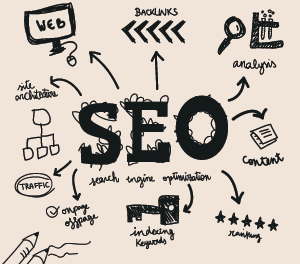 WEB
BACKLINKS
analysis
site
architecture
SEO
search engine optimization
content
TRAFFIC
onpage
offpage
indexing
keywords
ranking